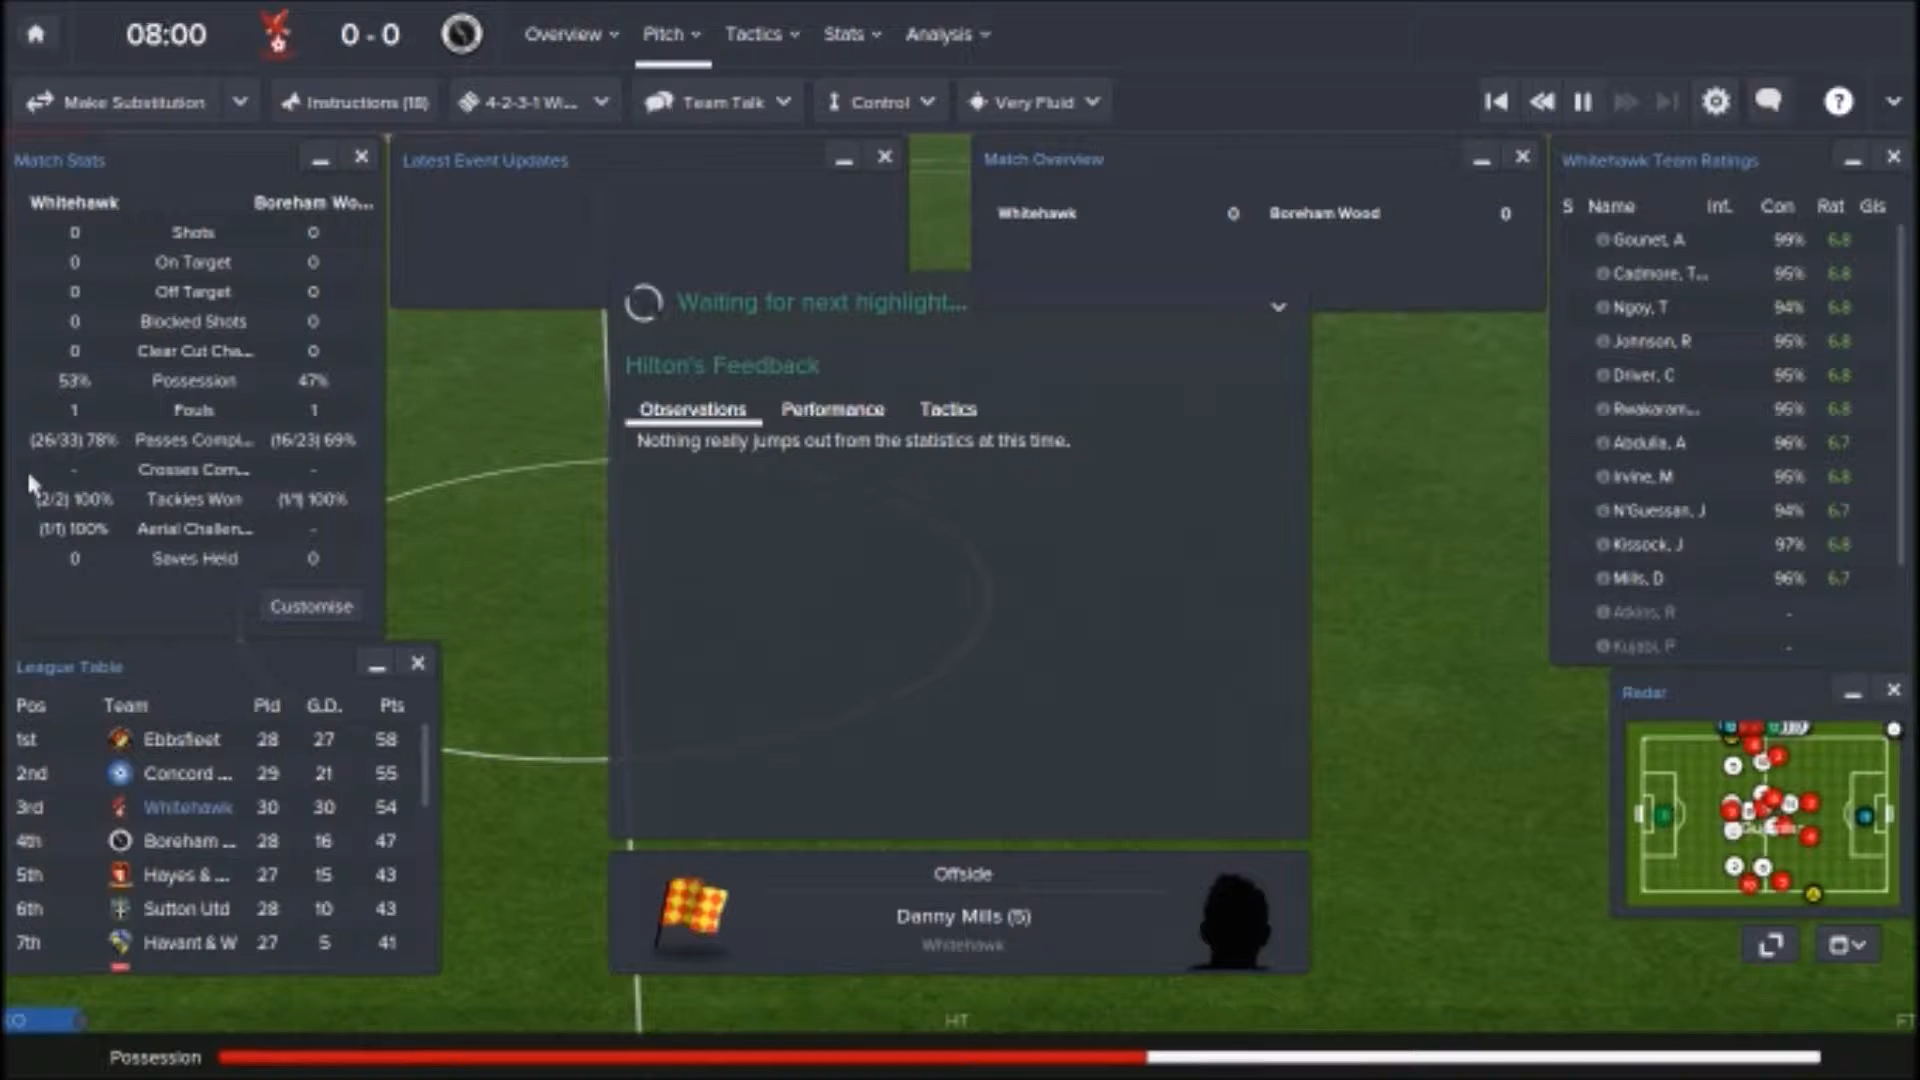 08:00 0 - 0 Overview Pitch Tactics Stats Analysis
Make Substitution Instructions (18) 4-2-3-1 Wi... Team Talk Control Very Fluid ?
Match Stats
Whitehawk Boreham Wo...
0 Shots 0
0 On Target 0
0 Off Target 0
0 Blocked Shots 0
0 Clear Cut Cha... 0
53% Possession 47%
1 Fouls 1
(26/33) 78% Passes Compl... (16/23) 69%
- Crosses Com... -
(2/2) 100% Tackles Won (1/1) 100%
(1/1) 100% Aerial Challen... -
0 Saves Held 0
Customise
Latest Event Updates
Match Overview
Whitehawk 0 Boreham Wood 0
Waiting for next highlight...
Hilton's Feedback
Observations Performance Tactics
Nothing really jumps out from the statistics at this time.
Whitehawk Team Ratings
S Name Inf. Con Rat Gls
Gounet, A 99% 6.8
Cadmore, T... 95% 6.8
Ngoy, T 94% 6.8
Johnson, R 95% 6.8
Driver, C 95% 6.8
Rwakaram... 95% 6.8
Abdulla, A 96% 6.7
Irvine, M 95% 6.8
N'Guessan, J 94% 6.7
Kissock, J 97% 6.8
Mills, D 96% 6.7
Atkins, R -
Kujabi, P -
League Table
Pos Team Pld G.D. Pts
1st Ebbsfleet 28 27 58
2nd Concord ... 29 21 55
3rd Whitehawk 30 30 54
4th Boreham ... 28 16 47
5th Hayes & ... 27 15 43
6th Sutton Utd 28 10 43
7th Havant & W 27 5 41
Radar
Offside
Danny Mills (5)
Whitehawk
HT
FT
Possession